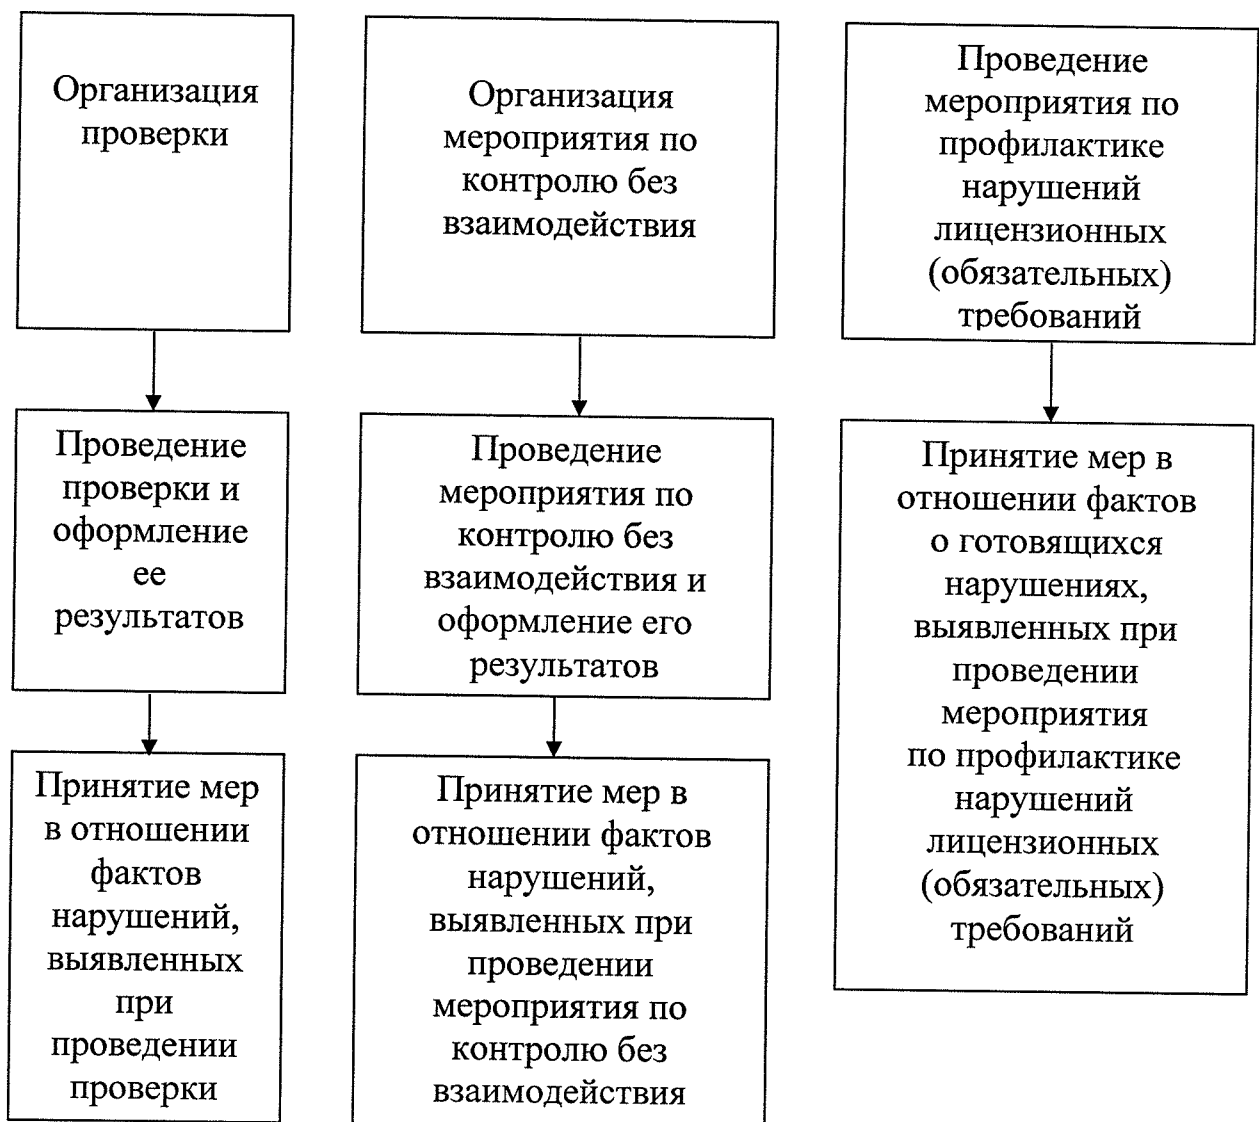 Организация
проверки
Организация
мероприятия по
контролю без
взаимодействия
Проведение
мероприятия по
профилактике
нарушений
лицензионных
(обязательных)
требований
Проведение
проверки и
оформление
ее
результатов
Проведение
мероприятия по
контролю без
взаимодействия и
оформление его
результатов
Принятие мер в
отношении фактов
о готовящихся
нарушениях,
выявленных при
проведении
мероприятия
по профилактике
нарушений
лицензионных
(обязательных)
требований
Принятие мер
в отношении
фактов
нарушений,
выявленных
при
проведении
проверки
Принятие мер в
отношении фактов
нарушений,
выявленных при
проведении
мероприятия по
контролю без
взаимодействия